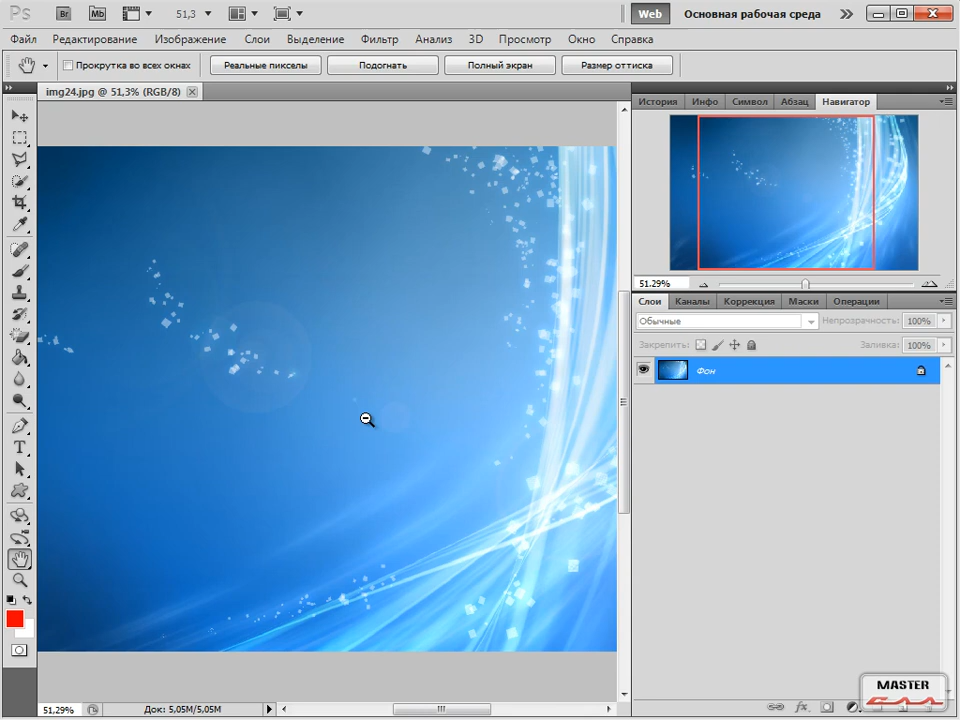 Ps Br Mb 51,3 Web Основная рабочая среда
Файл Редактирование Изображение Слои Выделение Фильтр Анализ 3D Просмотр Окно Справка
Прокрутка во всех окнах Реальные пикселы Подогнать Полный экран Размер оттиска
img24.jpg @ 51,3% (RGB/8)
История Инфо Символ Абзац Навигатор
51.29%
Слои Каналы Коррекция Маски Операции
Обычные Непрозрачность: 100%
Закрепить: Заливка: 100%
Фон
51,29% Док: 5,05M/5,05M
fx
MASTER